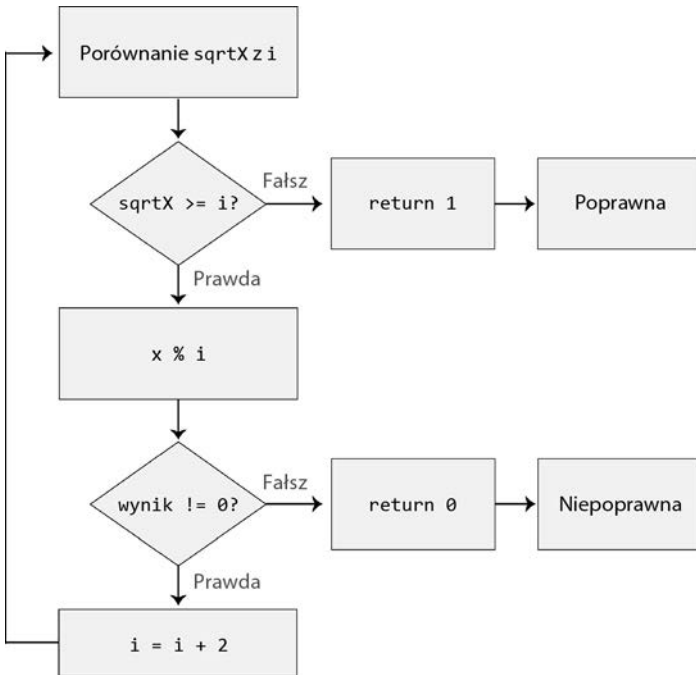 Porównanie sqrtX z i
sqrtX >= i?
Fałsz
return 1
Poprawna
Prawda
x % i
wynik != 0?
Fałsz
return 0
Niepoprawna
Prawda
i = i + 2